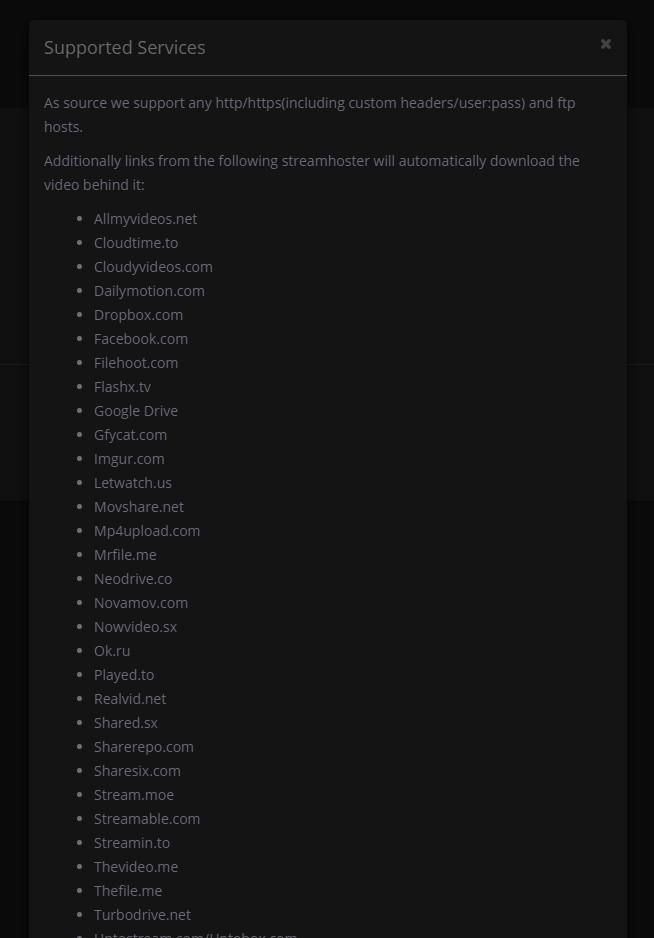 Supported Services
As source we support any http/https(including custom headers/user:pass) and ftp
hosts.
Additionally links from the following streamhoster will automatically download the
video behind it:
Allmyvideos.net
Cloudtime.to
Cloudyvideos.com
Dailymotion.com
Dropbox.com
Facebook.com
Filehoot.com
Flashx.tv
Google Drive
Gfycat.com
Imgur.com
Letwatch.us
Movshare.net
Mp4upload.com
Mrfile.me
Neodrive.co
Novamov.com
Nowvideo.sx
Ok.ru
Played.to
Realvid.net
Shared.sx
Sharerepo.com
Sharesix.com
Stream.moe
Streamable.com
Streamin.to
Thevideo.me
Thefile.me
Turbodrive.net
Uptostream.com/Uptobox.com